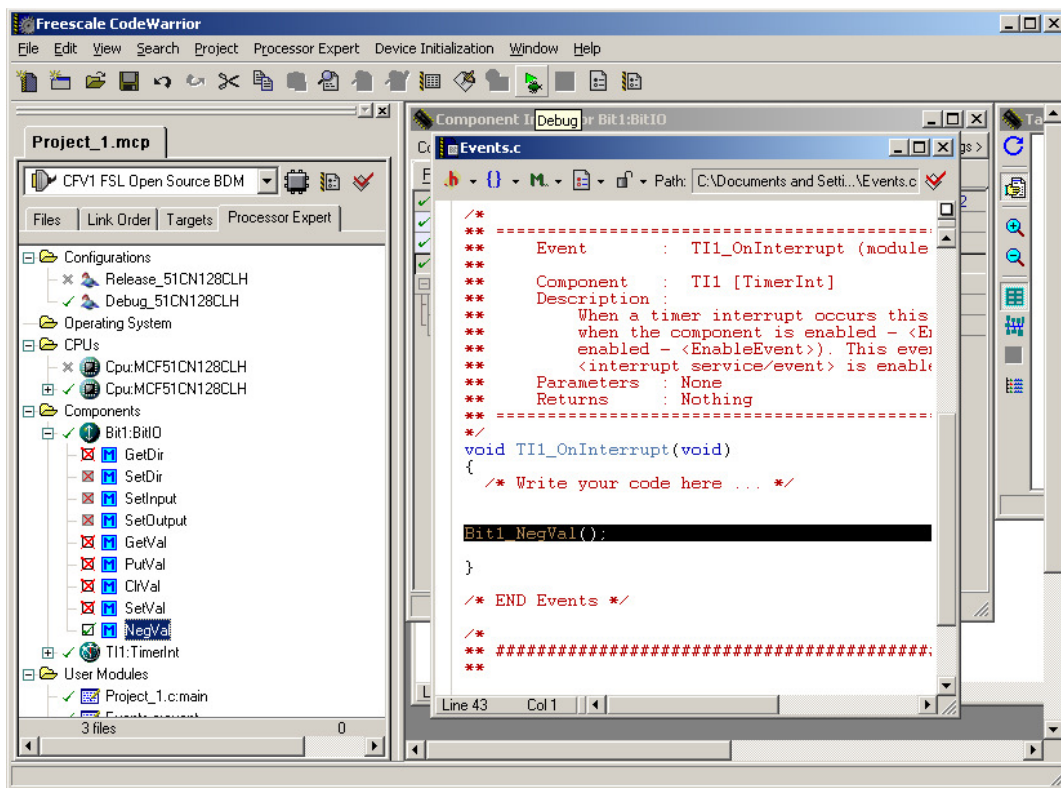 Freescale CodeWarrior
File Edit View Search Project Processor Expert Device Initialization Window Help
Debug
Project_1.mcp
CFV1 FSL Open Source BDM
Files Link Order Targets Processor Expert
Configurations
Release_51CN128CLH
Debug_51CN128CLH
Operating System
CPUs
Cpu:MCF51CN128CLH
Cpu:MCF51CN128CLH
Components
Bit1:BitIO
M GetDir
M SetDir
M SetInput
M SetOutput
M GetVal
M PutVal
M ClrVal
M SetVal
M NegVal
TI1:TimerInt
User Modules
Project_1.c:main
3 files 0
Component In or Bit1:BitIO
Ta
gs >
2
Events.c
.h {} M. Path: C:\Documents and Setti...\Events.c
/*
** ===========================================
** Event : TI1_OnInterrupt (module
**
** Component : TI1 [TimerInt]
** Description :
** When a timer interrupt occurs this
** when the component is enabled - <En
** enabled - <EnableEvent>). This even
** <interrupt service/event> is enable
** Parameters : None
** Returns : Nothing
** ===========================================
*/
void TI1_OnInterrupt(void)
{
/* Write your code here ... */
Bit1_NegVal();
}
/* END Events */
/*
** ###########################################
**
Line 43 Col 1